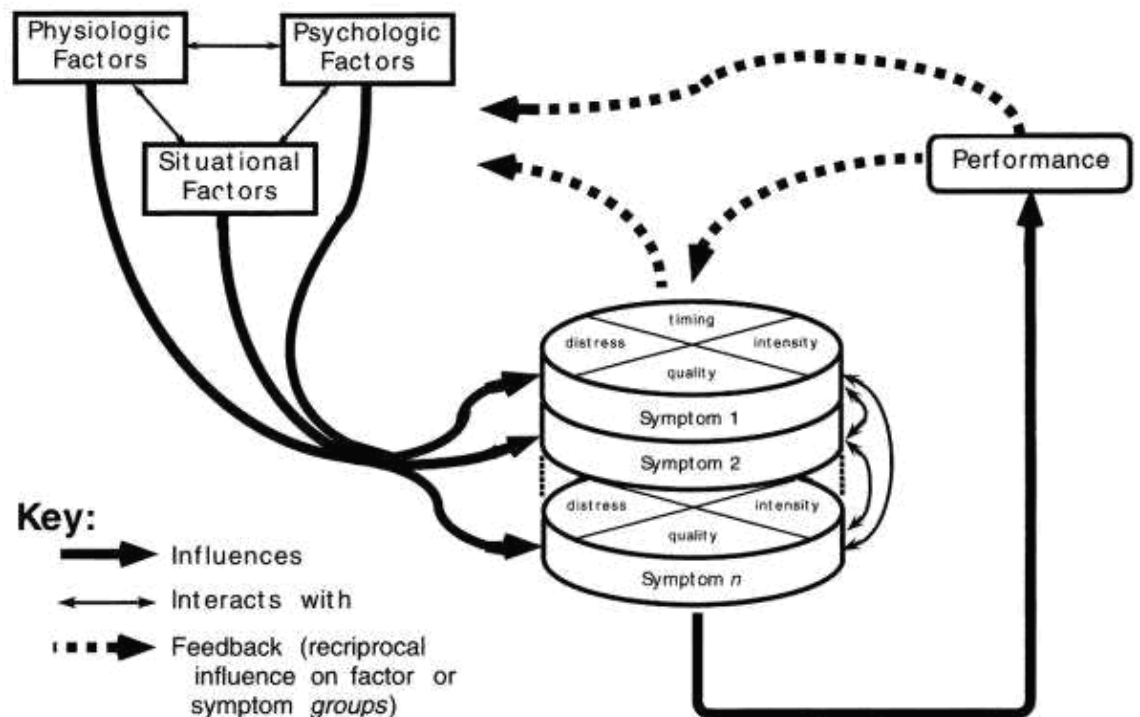 Physiologic
Factors
Psychologic
Factors
Situational
Factors
Performance
timing
distress
intensity
quality
Symptom 1
Symptom 2
distress
intensity
quality
Symptom n
Key:
Influences
Interacts with
Feedback (recriprocal
influence on factor or
symptom groups)